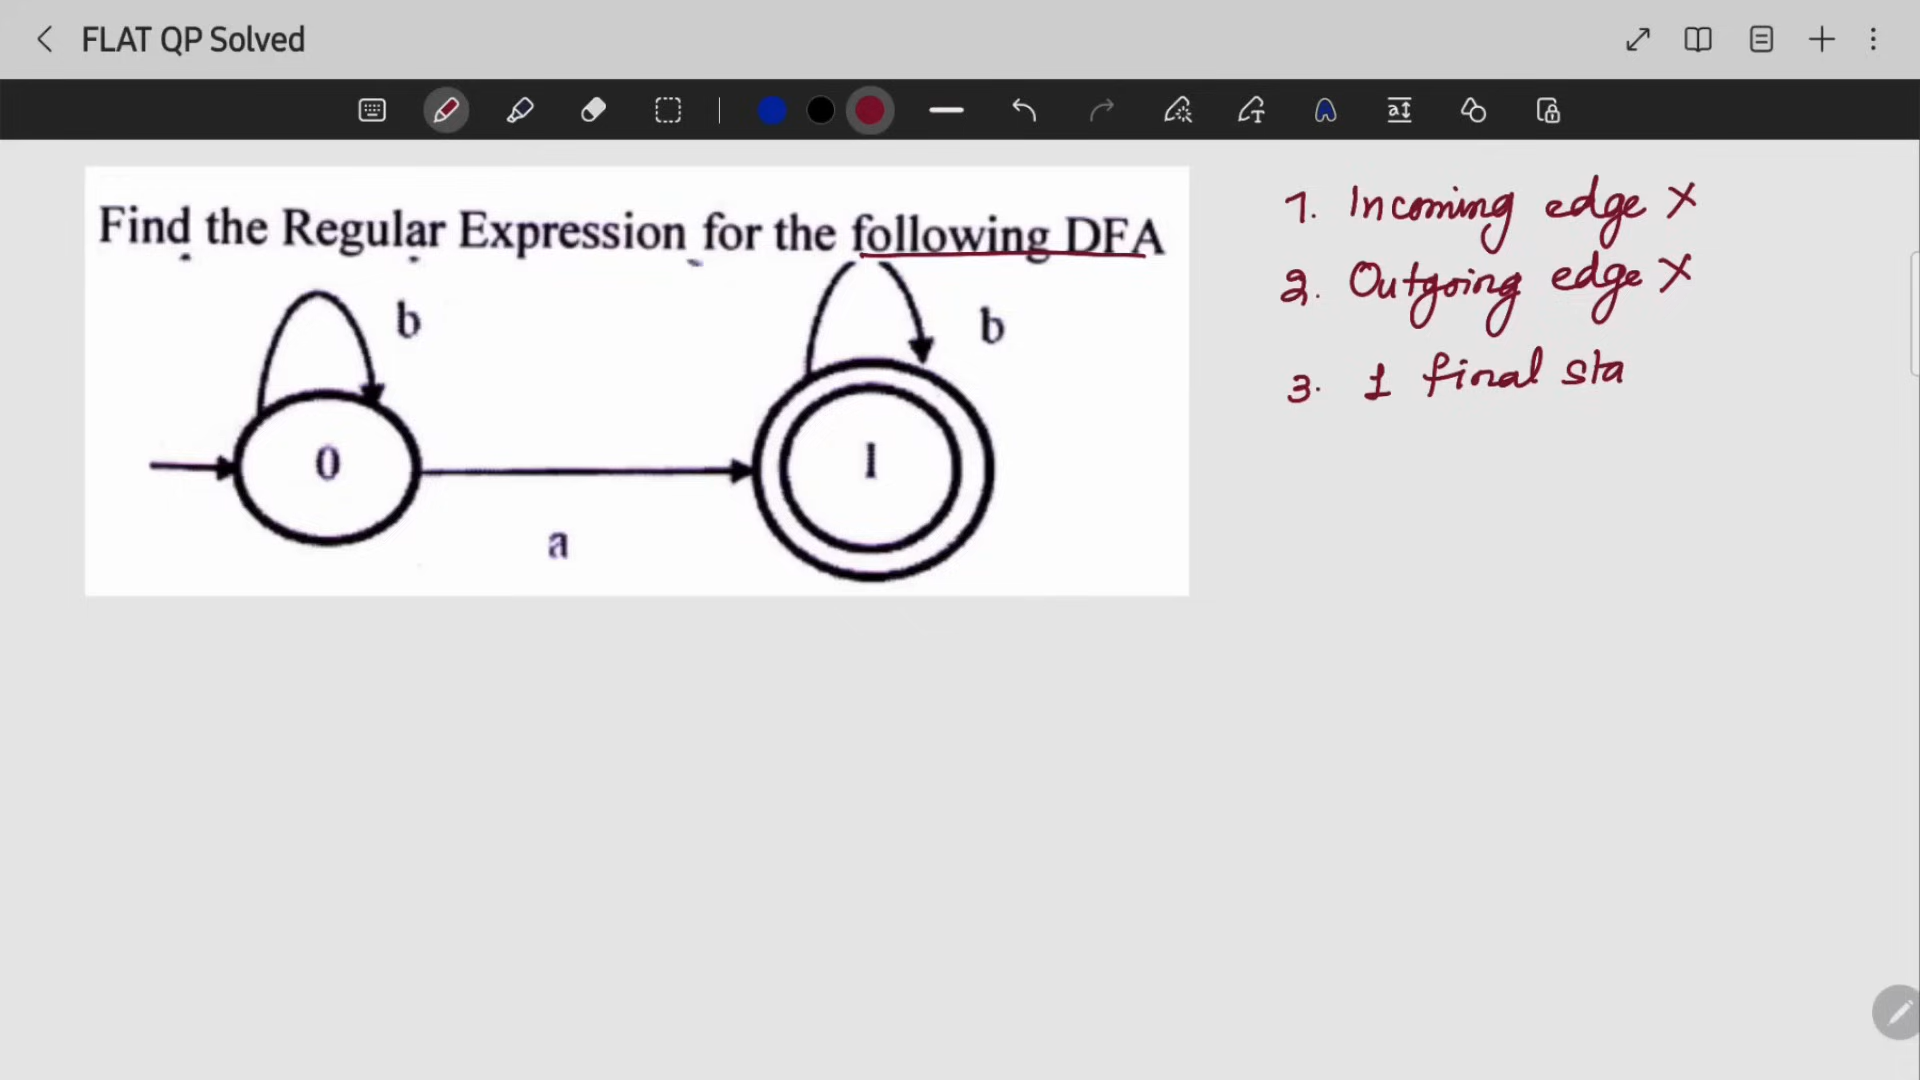 FLAT QP Solved
Find the Regular Expression for the following DFA
b
b
0
1
a
1. Incoming edge X
2. Outgoing edge X
3. 1 final sta